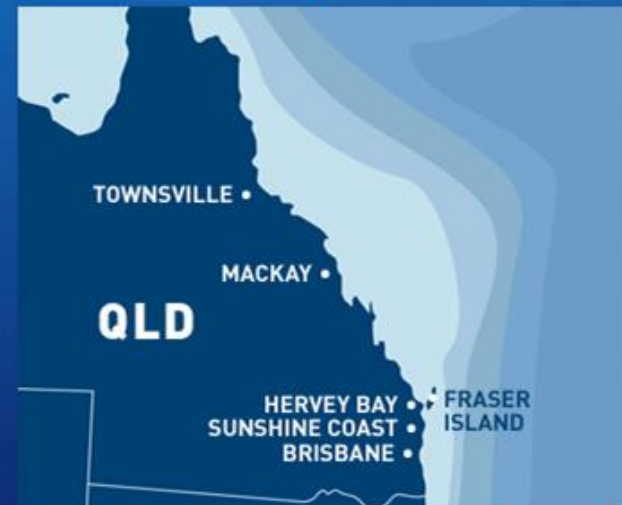 TOWNSVILLE
MACKAY
QLD
HERVEY BAY
FRASER
ISLAND
SUNSHINE COAST
BRISBANE